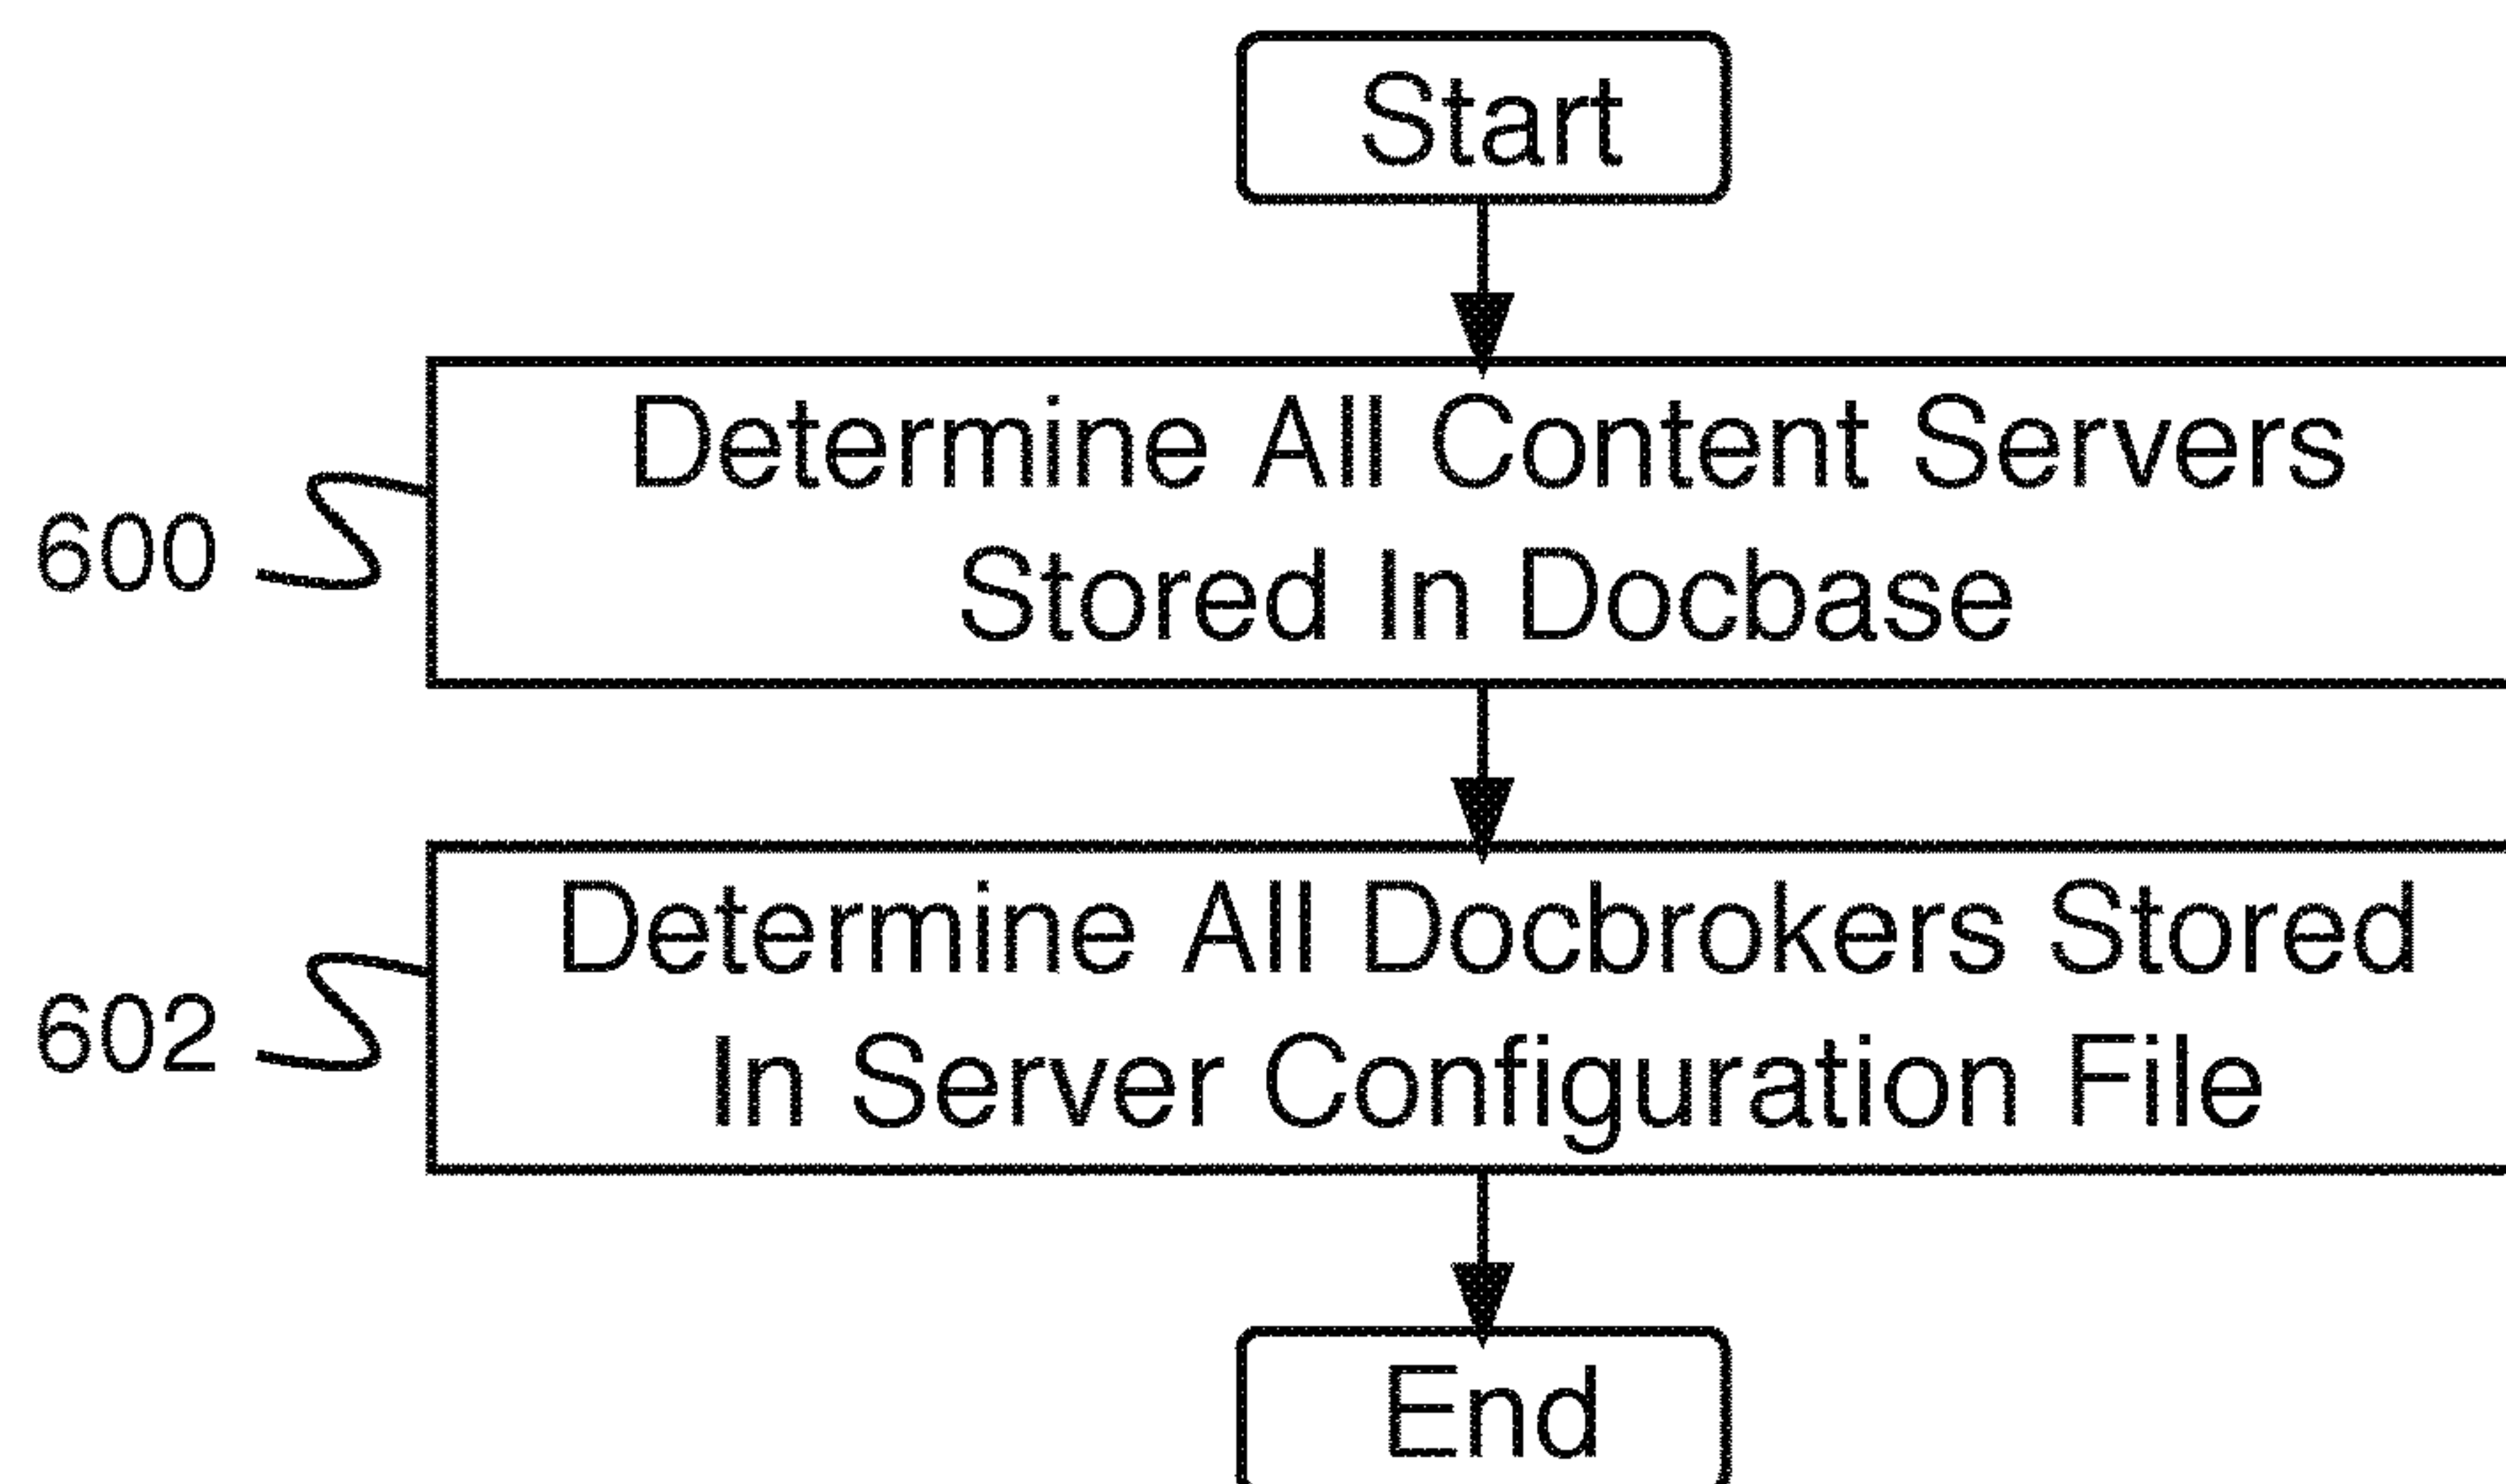 Start
Determine All Content Servers
Stored In Docbase
600
Determine All Docbrokers Stored
In Server Configuration File
602
End